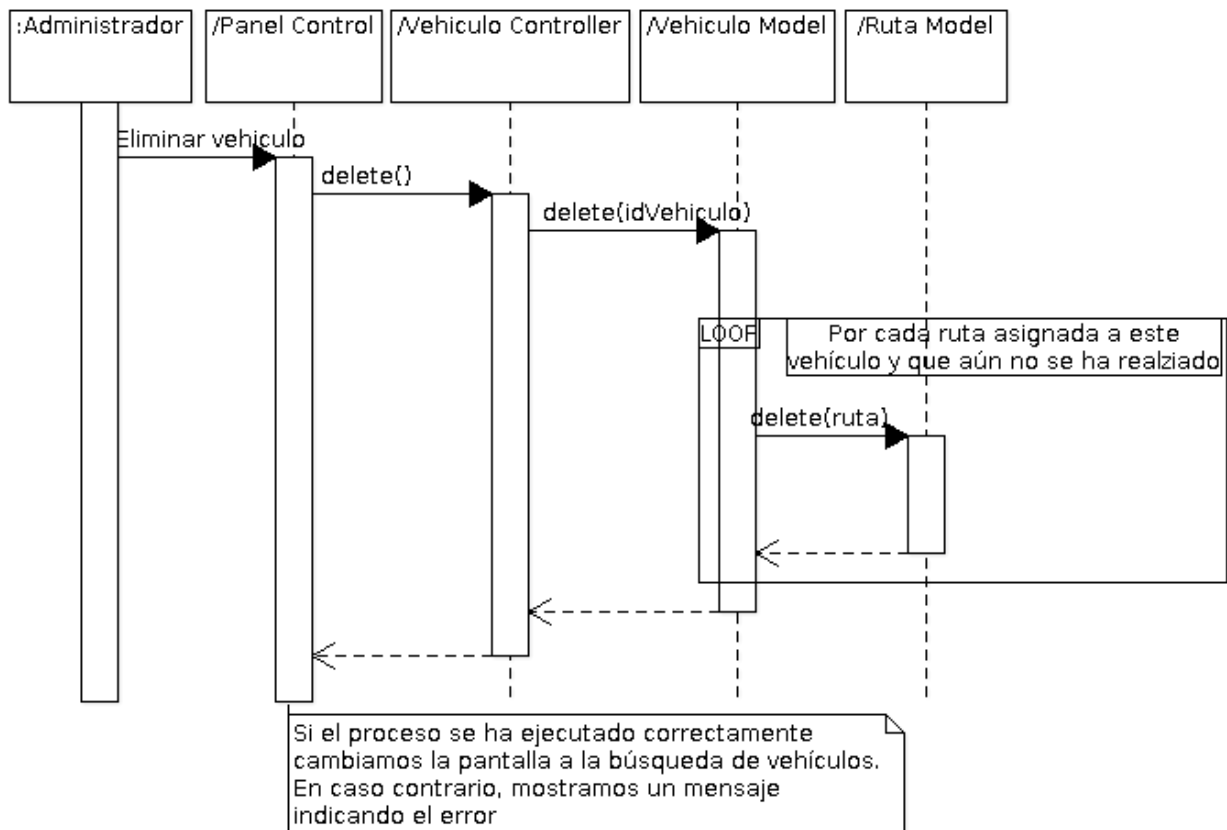 :Administrador
/Panel Control
/Vehiculo Controller
/Vehiculo Model
/Ruta Model
Eliminar vehiculo
delete()
delete(idVehiculo)
LOOP
Por cada ruta asignada a este
vehículo y que aún no se ha realziado
delete(ruta)
Si el proceso se ha ejecutado correctamente
cambiamos la pantalla a la búsqueda de vehículos.
En caso contrario, mostramos un mensaje
indicando el error